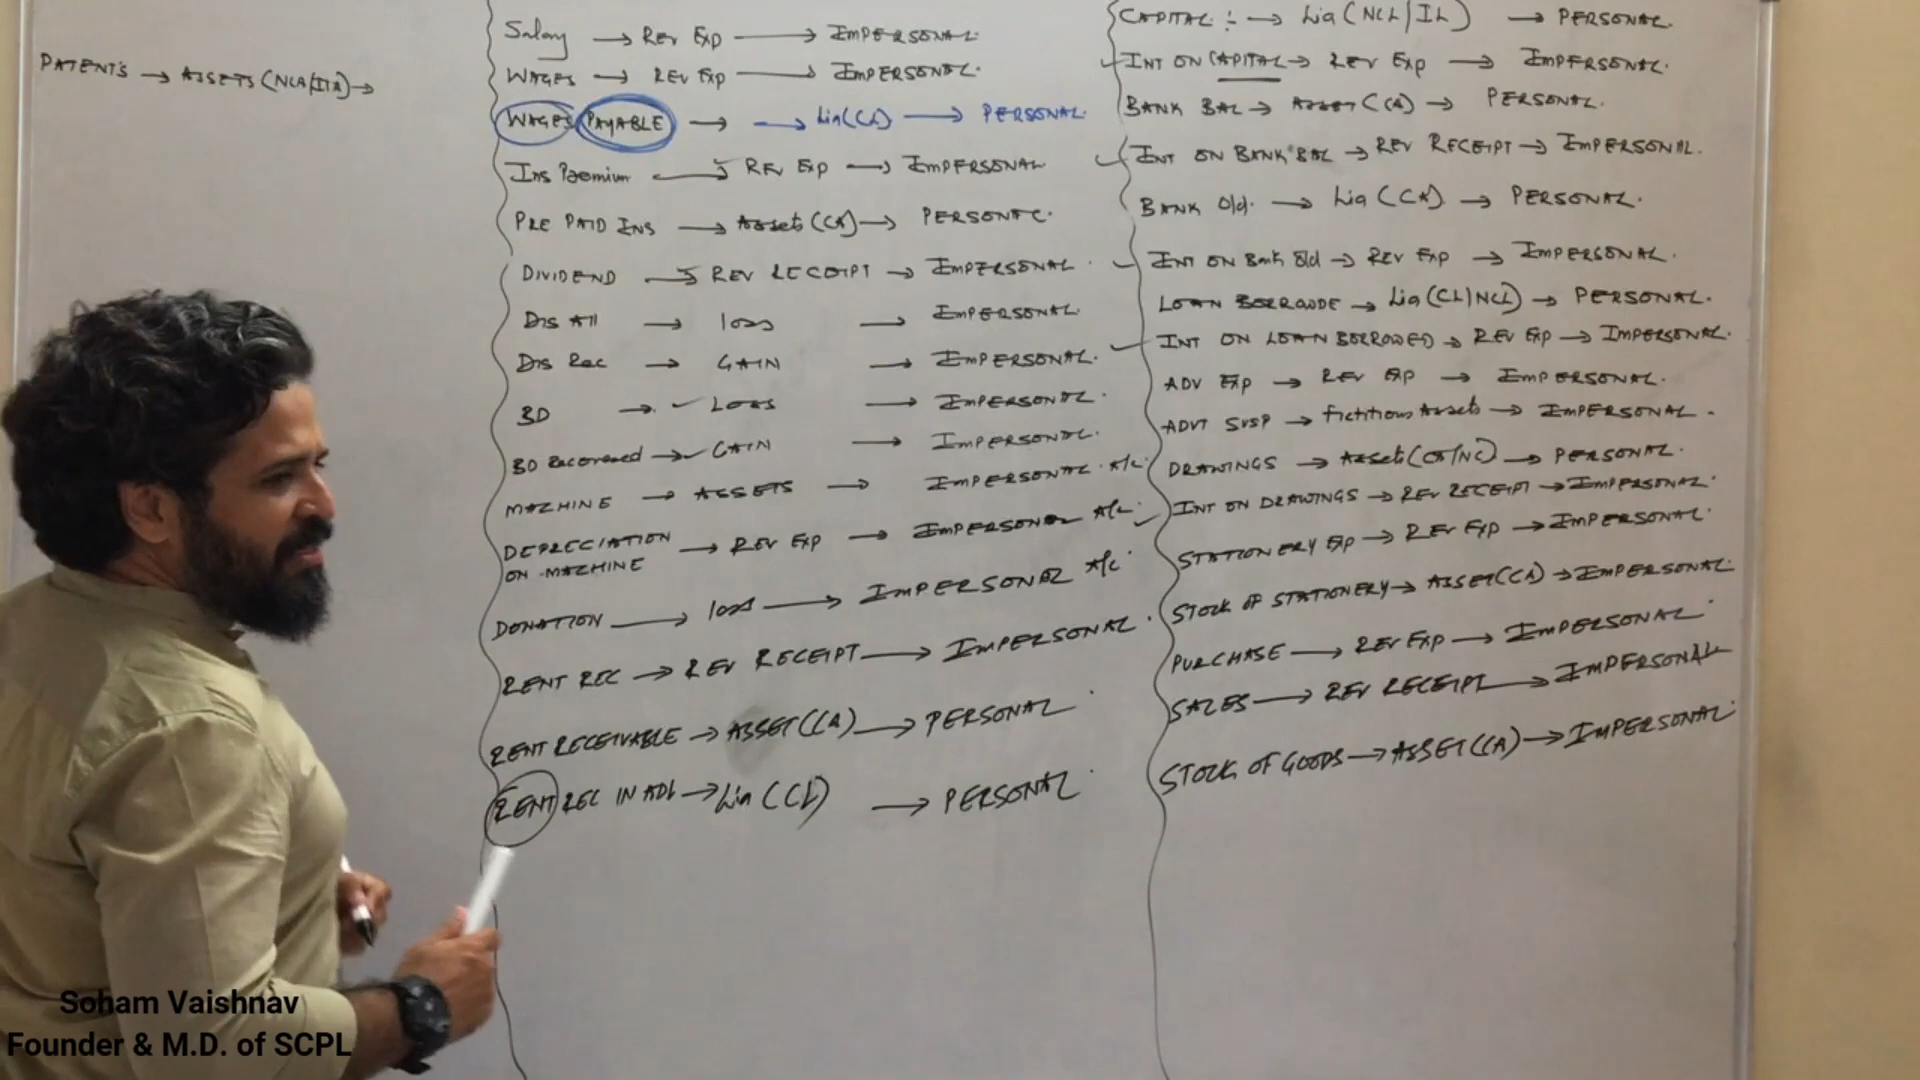 PATENTS → ASSETS (NCA/ITA) →
Salary → Rev Exp → IMPERSONAL.
WAGES → REV EXP → IMPERSONAL.
WAGES PAYABLE → → Lia(CL) → PERSONAL.
Ins Premium → REV EXP → IMPERSONAL
PRE PAID INS → Assets (CA) → PERSONAL.
DIVIDEND → REV RECEIPT → IMPERSONAL
Dis All → loss → IMPERSONAL.
Dis Rec → GAIN → IMPERSONAL.
BD → Loss → IMPERSONAL.
BD Recovered → GAIN → IMPERSONAL.
MACHINE → ASSETS → IMPERSONAL A/c
DEPRECIATION ON MACHINE → REV EXP → IMPERSONAL A/c
DONATION → loss → IMPERSONAL A/c
RENT REC → REV RECEIPT → IMPERSONAL.
RENT RECEIVABLE → ASSET (CA) → PERSONAL
RENT REC IN ADV → Lia (CL) → PERSONAL
CAPITAL :- → Lia (NCL/IL) → PERSONAL.
INT ON CAPITAL → REV EXP → IMPERSONAL.
BANK BAL → ASSET (CA) → PERSONAL.
INT ON BANK BAL → REV RECEIPT → IMPERSONAL.
BANK O/d. → Lia → PERSONAL.
INT ON Bank O/d → REV EXP → IMPERSONAL.
LOAN → Lia (CL/NCL) → PERSONAL.
INT ON LOAN BORROWED → REV EXP → IMPERSONAL.
ADV EXP → REV EXP → IMPERSONAL.
ADVT SUSP → Fictitious Assets → IMPERSONAL.
DRAWINGS → Assets → PERSONAL.
INT ON DRAWINGS → REV RECEIPT → IMPERSONAL.
STATIONERY EXP → REV EXP → IMPERSONAL.
STOCK OF STATIONERY → ASSET (CA) → IMPERSONAL.
PURCHASE → REV EXP → IMPERSONAL
SALES → REV RECEIPT → IMPERSONAL
STOCK OF GOODS → ASSET (CA) → IMPERSONAL.
Soham Vaishnav
Founder & M.D. of SCPL